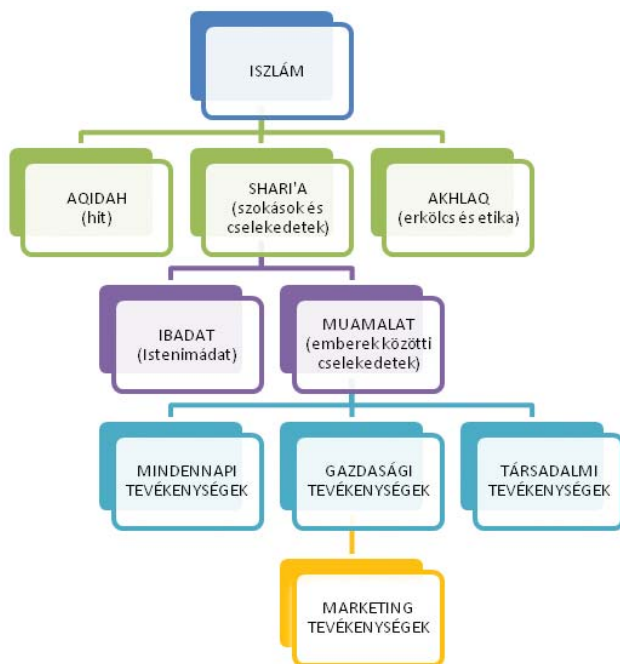 ISZLÁM
AQIDAH
(hit)
SHARI'A
(szokások és
cselekedetek)
AKHLAQ
(erkölcs és etika)
IBADAT
(Istenimádat)
MUAMALAT
(emberek közötti
cselekedetek)
MINDENNAPI
TEVÉKENYSÉGEK
GAZDASÁGI
TEVÉKENYSÉGEK
TÁRSADALMI
TEVÉKENYSÉGEK
MARKETING
TEVÉKENYSÉGEK